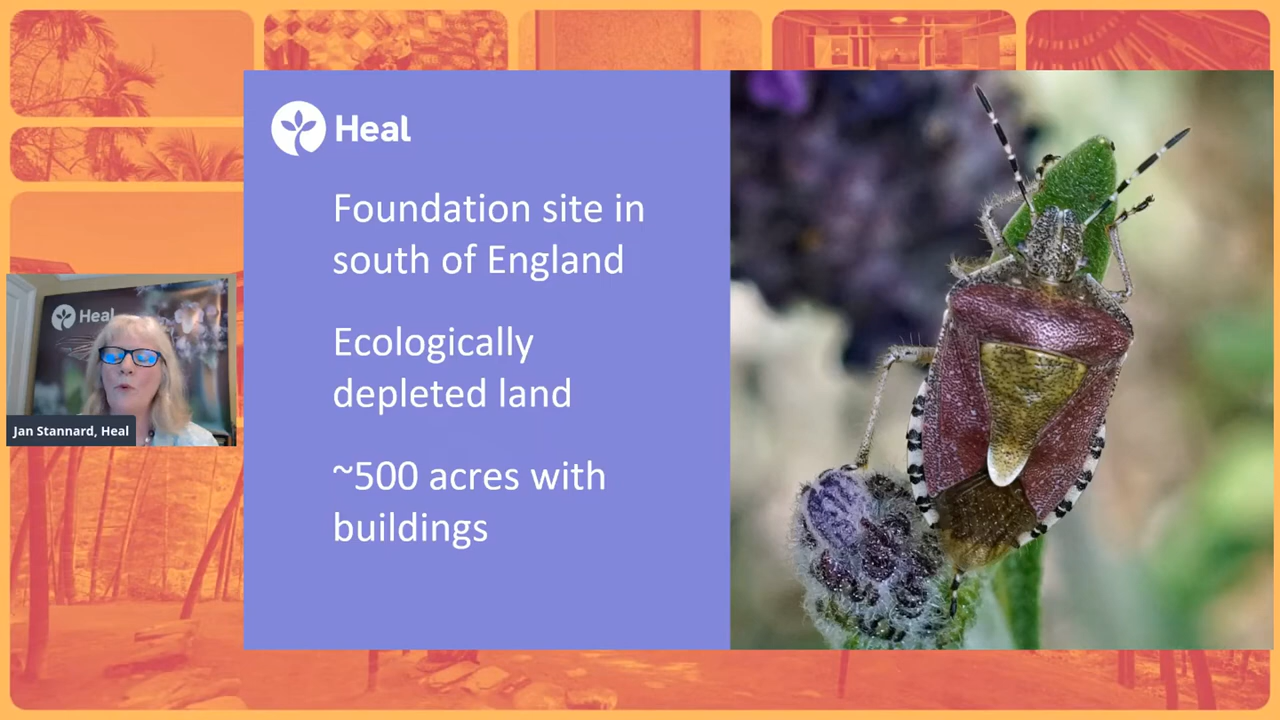 Heal
Foundation site in
south of England
Ecologically
depleted land
~500 acres with
buildings
Heal
Jan Stannard, Heal